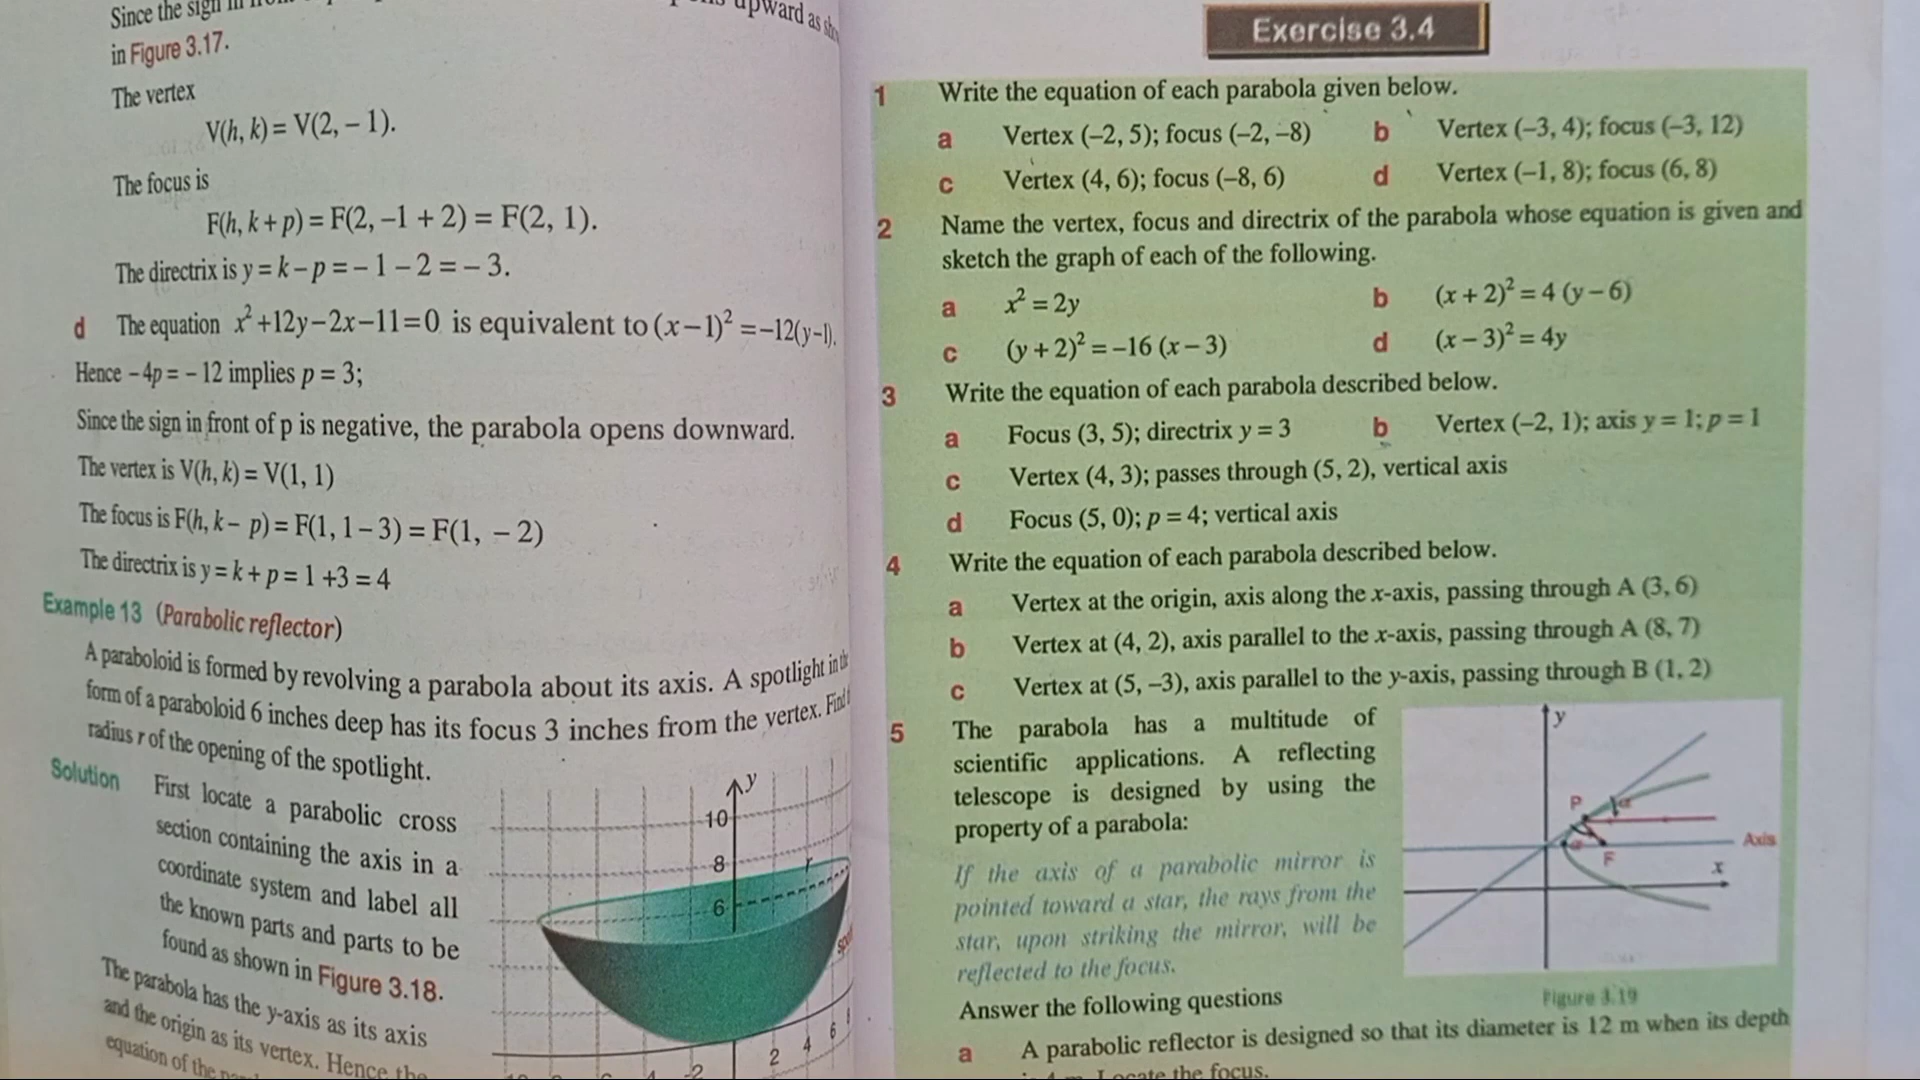 Since the sign in
upward as
in Figure 3.17.
The vertex
V(h, k) = V(2, – 1).
The focus is
F(h, k + p) = F(2, –1 + 2) = F(2, 1).
The directrix is y = k – p = – 1 – 2 = – 3.
d The equation x²+12y–2x–11=0 is equivalent to (x–1)² =–12(y–1).
Hence – 4p = – 12 implies p = 3;
Since the sign in front of p is negative, the parabola opens downward.
The vertex is V(h, k) = V(1, 1)
The focus is F(h, k – p) = F(1, 1 – 3) = F(1, – 2)
The directrix is y = k + p = 1 +3 = 4
Example 13 (Parabolic reflector)
A paraboloid is formed by revolving a parabola about its axis. A spotlight in the
form of a paraboloid 6 inches deep has its focus 3 inches from the vertex. Find
radius r of the opening of the spotlight.
Solution First locate a parabolic cross
section containing the axis in a
coordinate system and label all
the known parts and parts to be
found as shown in Figure 3.18.
The parabola has the y-axis as its axis
and the origin as its vertex. Hence the
equation of the
y
10
8
r
6
-2 2 4 6
Exercise 3.4
1 Write the equation of each parabola given below.
a Vertex (–2, 5); focus (–2, –8) b Vertex (–3, 4); focus (–3, 12)
c Vertex (4, 6); focus (–8, 6) d Vertex (–1, 8); focus (6, 8)
2 Name the vertex, focus and directrix of the parabola whose equation is given and
sketch the graph of each of the following.
a x² = 2y b (x + 2)² = 4 (y – 6)
c (y + 2)² = –16 (x – 3) d (x – 3)² = 4y
3 Write the equation of each parabola described below.
a Focus (3, 5); directrix y = 3 b Vertex (–2, 1); axis y = 1; p = 1
c Vertex (4, 3); passes through (5, 2), vertical axis
d Focus (5, 0); p = 4; vertical axis
4 Write the equation of each parabola described below.
a Vertex at the origin, axis along the x-axis, passing through A (3, 6)
b Vertex at (4, 2), axis parallel to the x-axis, passing through A (8, 7)
c Vertex at (5, –3), axis parallel to the y-axis, passing through B (1, 2)
5 The parabola has a multitude of
scientific applications. A reflecting
telescope is designed by using the
property of a parabola:
If the axis of a parabolic mirror is
pointed toward a star, the rays from the
star, upon striking the mirror, will be
reflected to the focus.
y
P α
Axis
α F
x
Figure 3.19
Answer the following questions
a A parabolic reflector is designed so that its diameter is 12 m when its depth
is 4 m. Locate the focus.